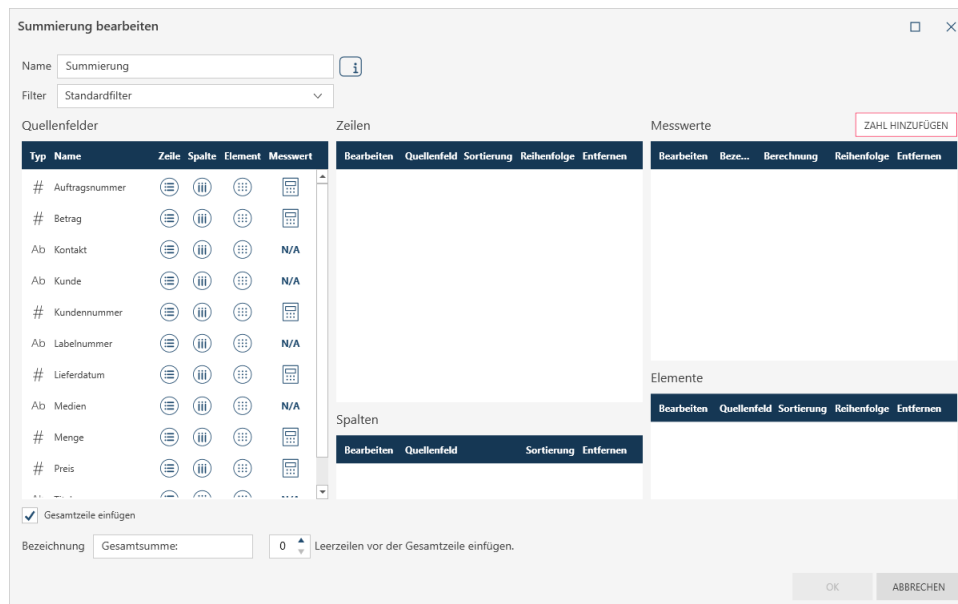 Summierung bearbeiten
Name Summierung i
Filter Standardfilter
Quellenfelder Zeilen Messwerte ZAHL HINZUFÜGEN
Typ Name Zeile Spalte Element Messwert Bearbeiten Quellenfeld Sortierung Reihenfolge Entfernen Bearbeiten Beze... Berechnung Reihenfolge Entfernen
# Auftragsnummer
# Betrag
Ab Kontakt N/A
Ab Kunde N/A
# Kundennummer
Ab Labelnummer N/A
# Lieferdatum
Elemente
Ab Medien N/A
Bearbeiten Quellenfeld Sortierung Reihenfolge Entfernen
Spalten
# Menge
Bearbeiten Quellenfeld Sortierung Entfernen
# Preis
Gesamtzeile einfügen
Bezeichnung Gesamtsumme: 0 Leerzeilen vor der Gesamtzeile einfügen.
OK ABBRECHEN